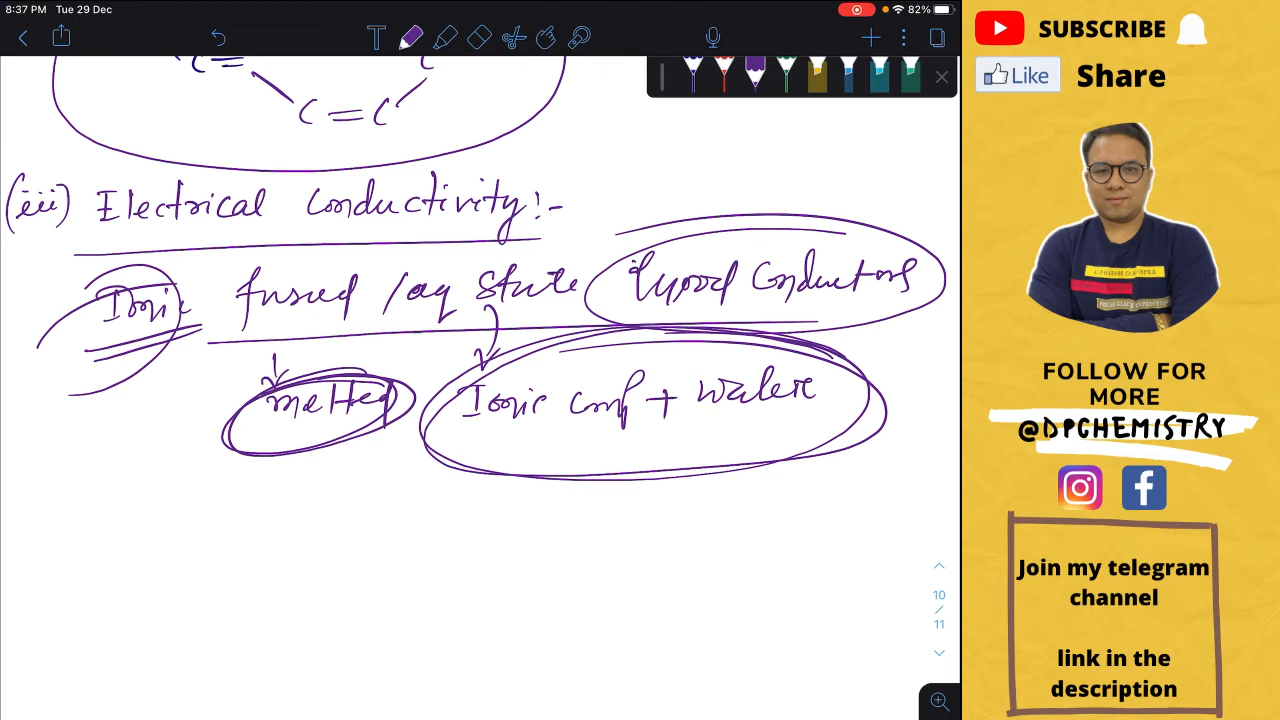 8:37 PM Tue 29 Dec
82%
C=
C
C=C
(iii) Electrical Conductivity:-
Ionic fused /aq State Good Conductors
melted Ionic comp + water
10
/
11
SUBSCRIBE
Like Share
FOLLOW FOR
MORE
@DPCHEMISTRY
f
Join my telegram
channel
link in the
description